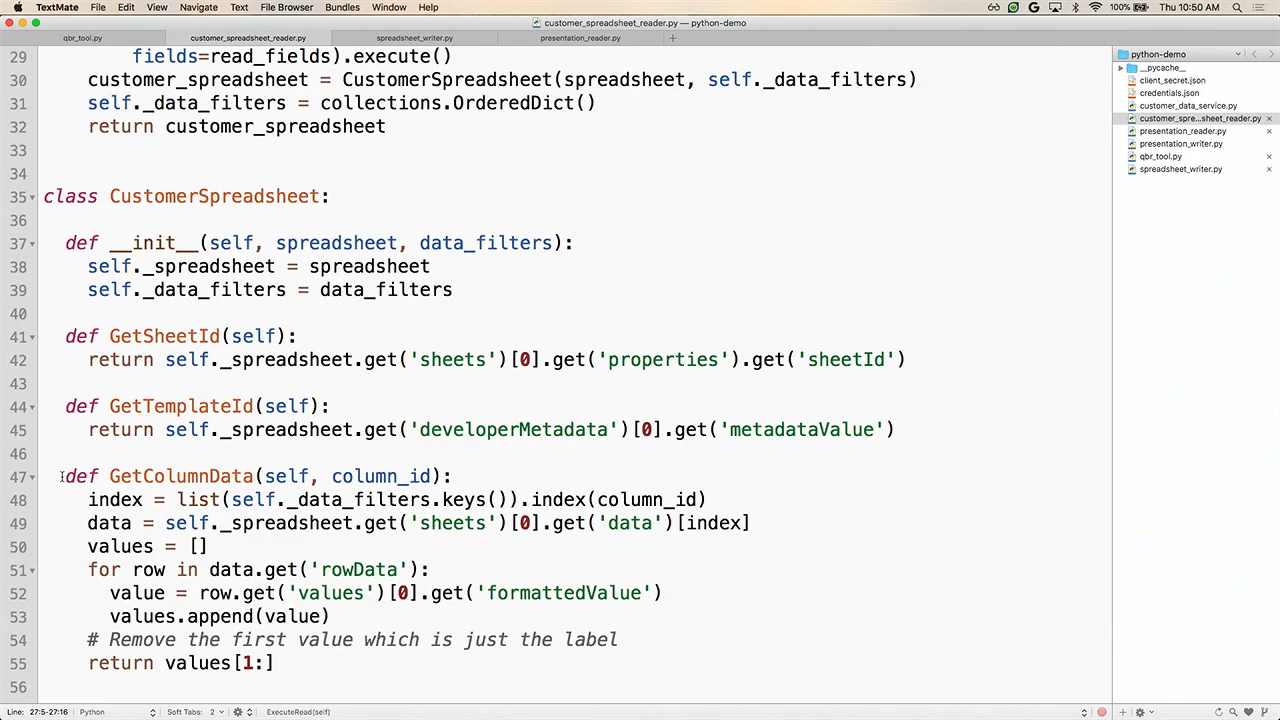 TextMate File Edit View Navigate Text File Browser Bundles Window Help 100% Thu 10:50 AM
customer_spreadsheet_reader.py — python-demo
qbr_tool.py customer_spreadsheet_reader.py spreadsheet_writer.py presentation_reader.py
29 fields=read_fields).execute()
30 customer_spreadsheet = CustomerSpreadsheet(spreadsheet, self._data_filters)
31 self._data_filters = collections.OrderedDict()
32 return customer_spreadsheet
33
34
35 class CustomerSpreadsheet:
36
37 def __init__(self, spreadsheet, data_filters):
38 self._spreadsheet = spreadsheet
39 self._data_filters = data_filters
40
41 def GetSheetId(self):
42 return self._spreadsheet.get('sheets')[0].get('properties').get('sheetId')
43
44 def GetTemplateId(self):
45 return self._spreadsheet.get('developerMetadata')[0].get('metadataValue')
46
47 def GetColumnData(self, column_id):
48 index = list(self._data_filters.keys()).index(column_id)
49 data = self._spreadsheet.get('sheets')[0].get('data')[index]
50 values = []
51 for row in data.get('rowData'):
52 value = row.get('values')[0].get('formattedValue')
53 values.append(value)
54 # Remove the first value which is just the label
55 return values[1:]
56
python-demo
__pycache__
client_secret.json
credentials.json
customer_data_service.py
customer_spre...sheet_reader.py
presentation_reader.py
presentation_writer.py
qbr_tool.py
spreadsheet_writer.py
Line: 27:5-27:16 Python Soft Tabs: 2 ExecuteRead(self)